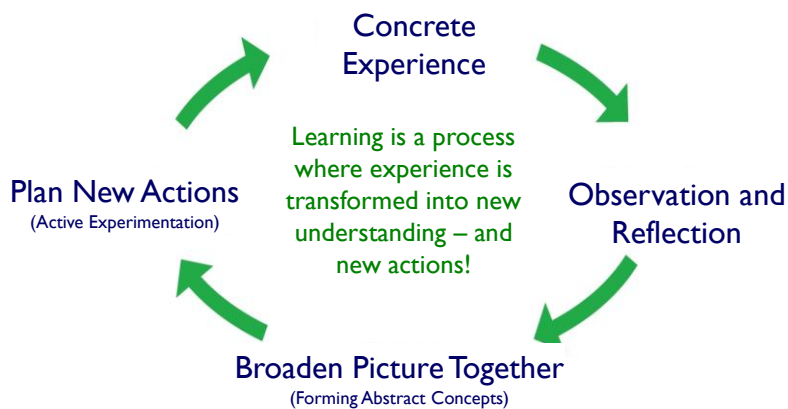 Concrete
Experience
Learning is a process
where experience is
transformed into new
understanding – and
new actions!
Plan New Actions
(Active Experimentation)
Observation and
Reflection
Broaden Picture Together
(Forming Abstract Concepts)